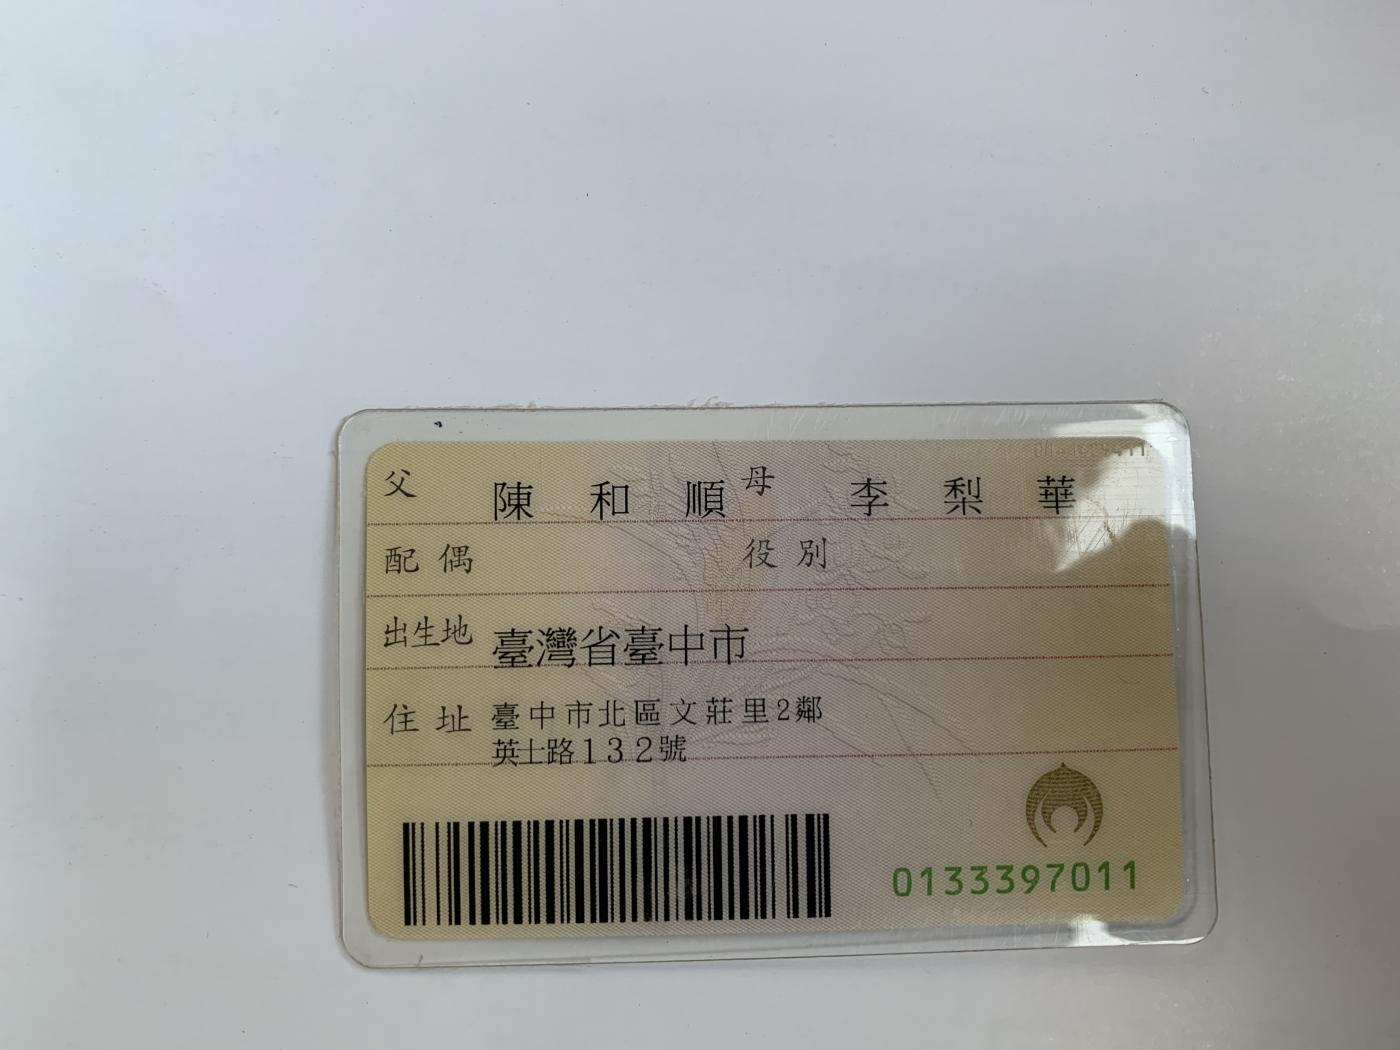 父 陳和順 母 李梨華
配偶 役別
出生地 臺灣省臺中市
住址 臺中市北區文莊里2鄰
英士路132號
0133397011